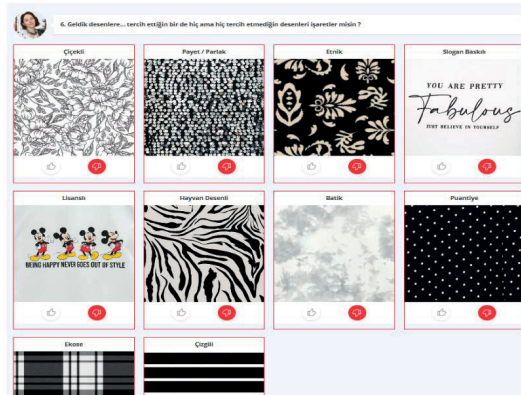 6. Geldik desenlere... tercih ettiğin bir de hiç ama hiç tercih etmediğin desenleri işaretler misin ?
Çiçekli
Payet / Parlak
Etnik
Slogan Baskılı
YOU ARE PRETTY
Fabulous
JUST BELIEVE IN YOURSELF
Lisanslı
Hayvan Desenli
Batik
Puantiye
BEING HAPPY NEVER GOES OUT OF STYLE
Ekose
Çizgili